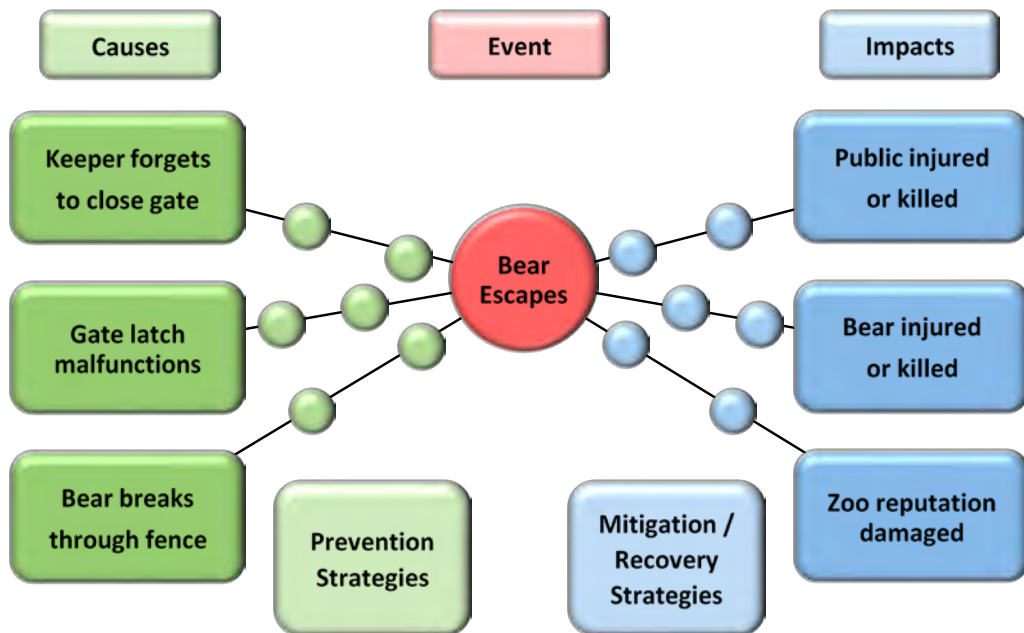 Causes
Event
Impacts
Keeper forgets
to close gate
Public injured
or killed
Bear
Escapes
Gate latch
malfunctions
Bear injured
or killed
Bear breaks
through fence
Prevention
Strategies
Mitigation /
Recovery
Strategies
Zoo reputation
damaged